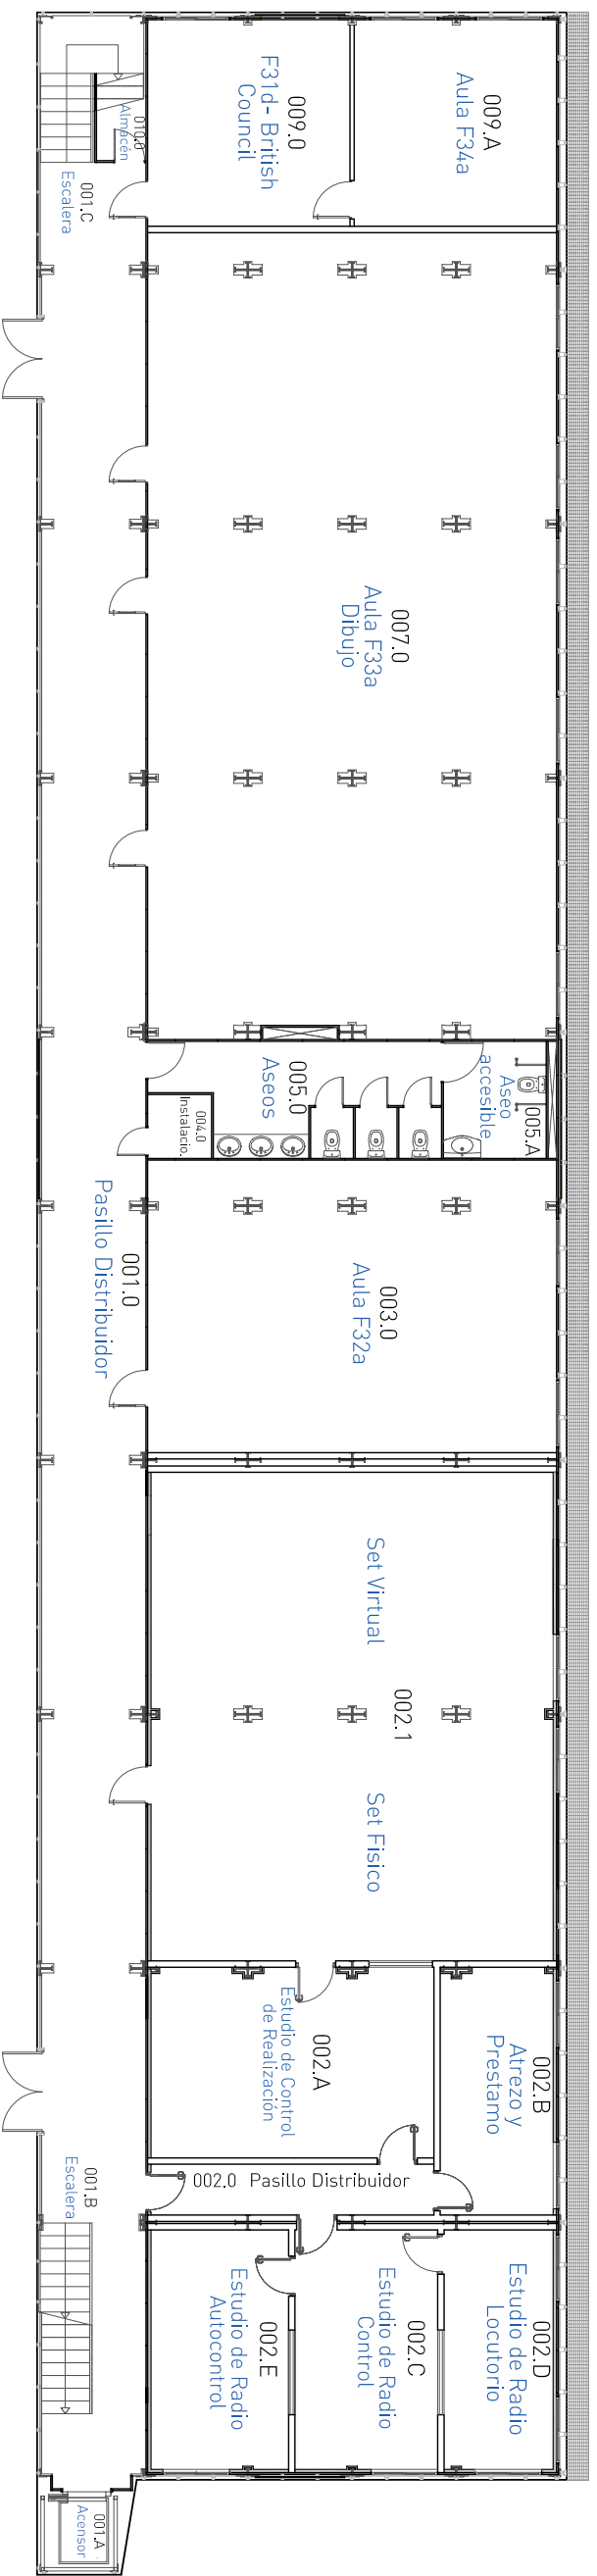 009.A
Aula F34a
009.0
F31d- British
Council
010.0
Almacén
001.C
Escalera
007.0
Aula F33a
Dibujo
005.A
Aseo
accesible
005.0
Aseos
004.0
Instalacio.
001.0
Pasillo Distribuidor
003.0
Aula F32a
Set Virtual
002.1
Set Fisico
002.A
Estudio de Control
de Realización
002.B
Atrezo y
Prestamo
002.0 Pasillo Distribuidor
001.B
Escalera
002.D
Estudio de Radio
Locutorio
002.C
Estudio de Radio
Control
002.E
Estudio de Radio
Autocontrol
001.A
Acensor